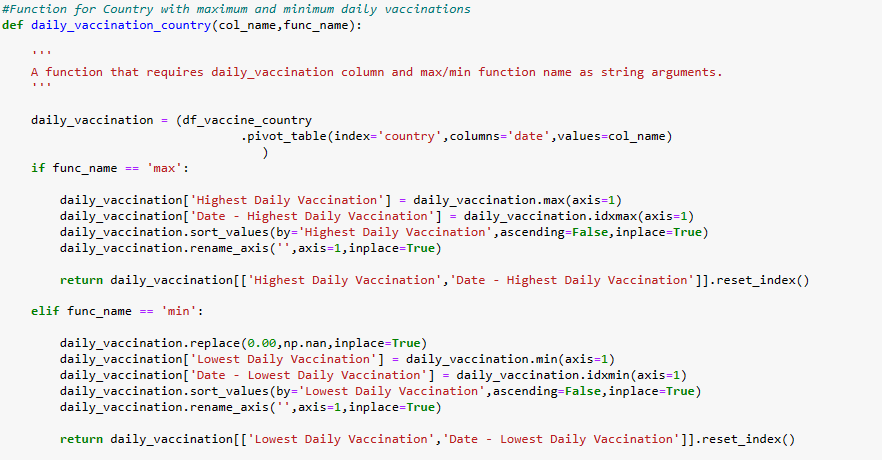 #Function for Country with maximum and minimum daily vaccinations
def daily_vaccination_country(col_name,func_name):
'''
A function that requires daily_vaccination column and max/min function name as string arguments.
'''
daily_vaccination = (df_vaccine_country
.pivot_table(index='country',columns='date',values=col_name)
)
if func_name == 'max':
daily_vaccination['Highest Daily Vaccination'] = daily_vaccination.max(axis=1)
daily_vaccination['Date - Highest Daily Vaccination'] = daily_vaccination.idxmax(axis=1)
daily_vaccination.sort_values(by='Highest Daily Vaccination',ascending=False,inplace=True)
daily_vaccination.rename_axis('',axis=1,inplace=True)
return daily_vaccination[['Highest Daily Vaccination','Date - Highest Daily Vaccination']].reset_index()
elif func_name == 'min':
daily_vaccination.replace(0.00,np.nan,inplace=True)
daily_vaccination['Lowest Daily Vaccination'] = daily_vaccination.min(axis=1)
daily_vaccination['Date - Lowest Daily Vaccination'] = daily_vaccination.idxmin(axis=1)
daily_vaccination.sort_values(by='Lowest Daily Vaccination',ascending=False,inplace=True)
daily_vaccination.rename_axis('',axis=1,inplace=True)
return daily_vaccination[['Lowest Daily Vaccination','Date - Lowest Daily Vaccination']].reset_index()